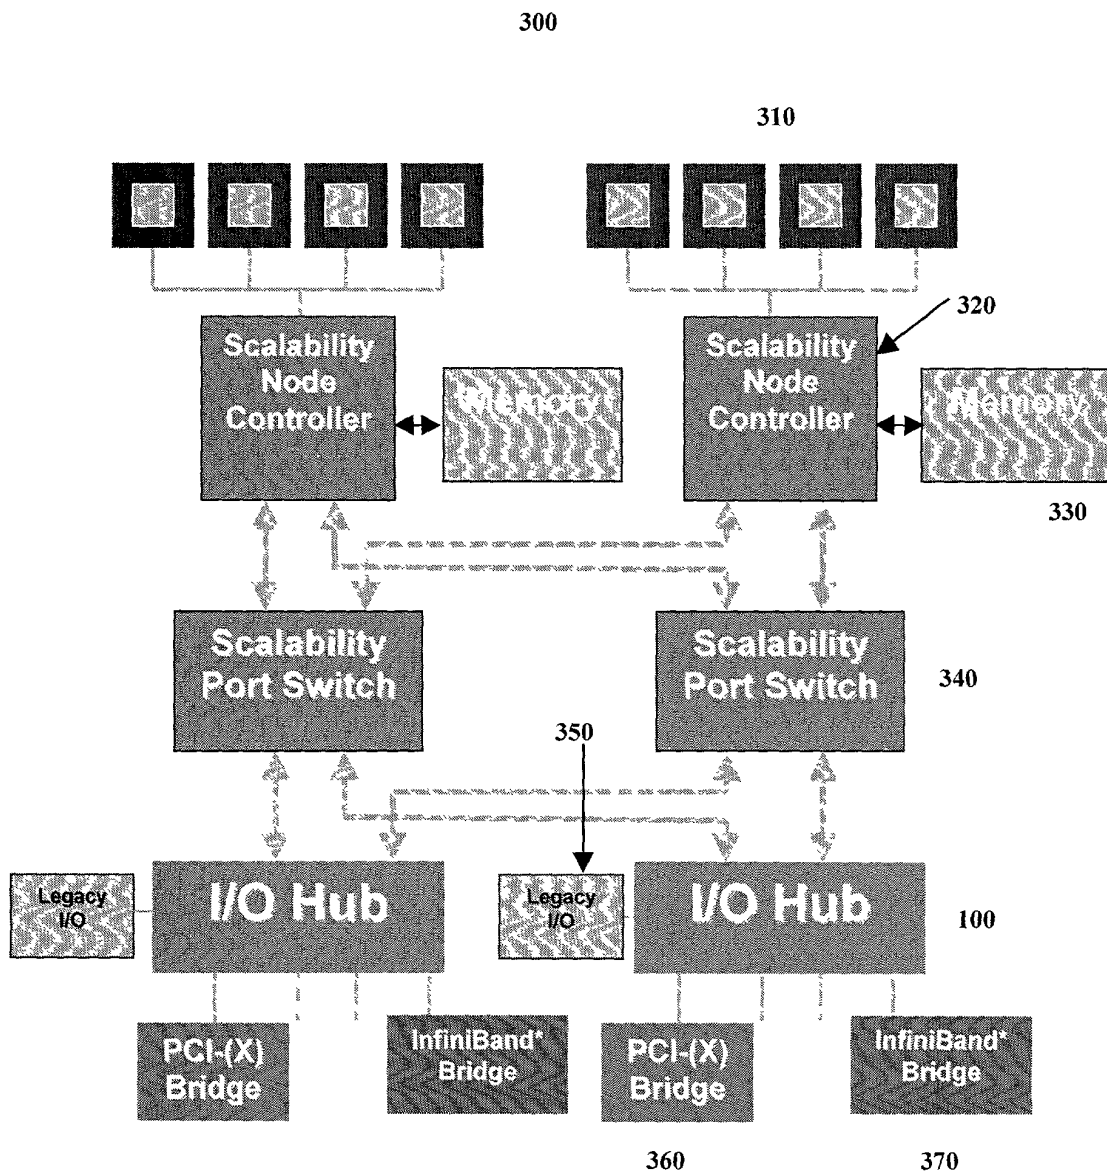 300
310
320
Scalability
Node
Controller
Scalability
Node
Controller
Memory
Memory
330
Scalability
Port Switch
Scalability
Port Switch
340
350
Legacy
I/O
I/O Hub
Legacy
I/O
I/O Hub
100
PCI-(X)
Bridge
InfiniBand*
Bridge
PCI-(X)
Bridge
InfiniBand*
Bridge
360
370